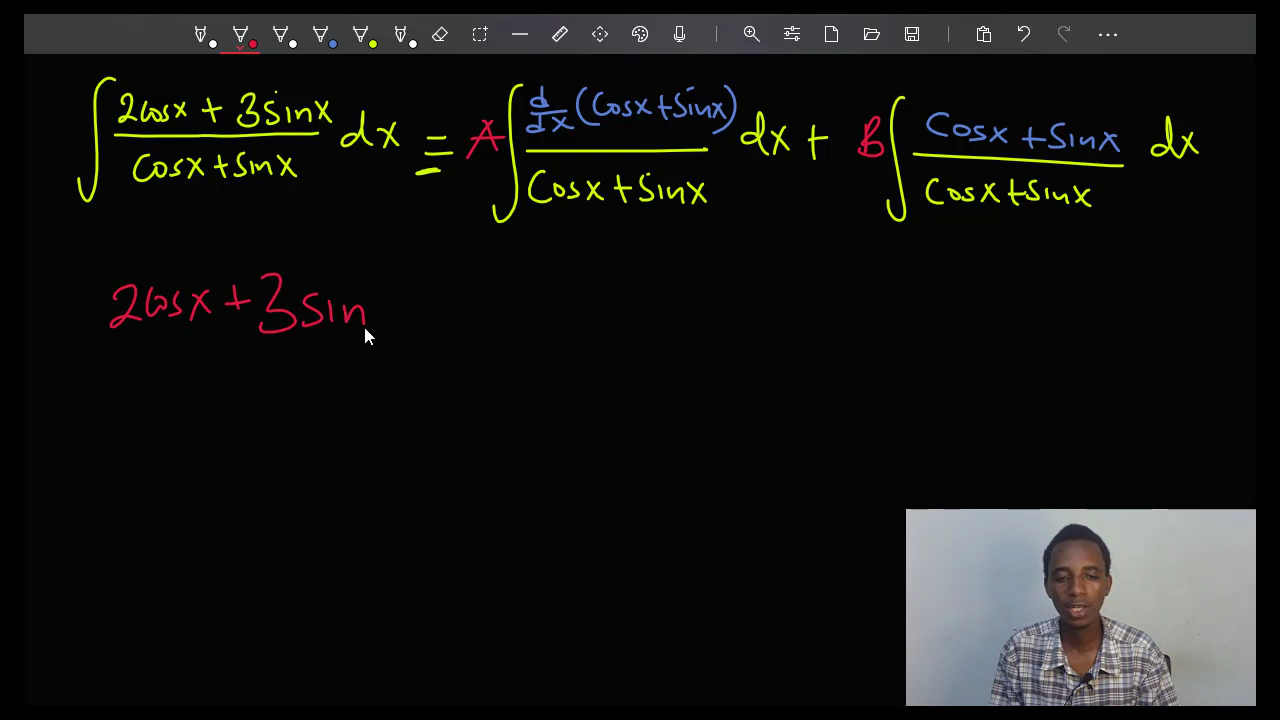 ∫ (2cosx + 3sinx)/(cosx + sinx) dx = A ∫ (d/dx (cosx + sinx))/(cosx + sinx) dx + B ∫ (cosx + sinx)/(cosx + sinx) dx
2cosx + 3sin